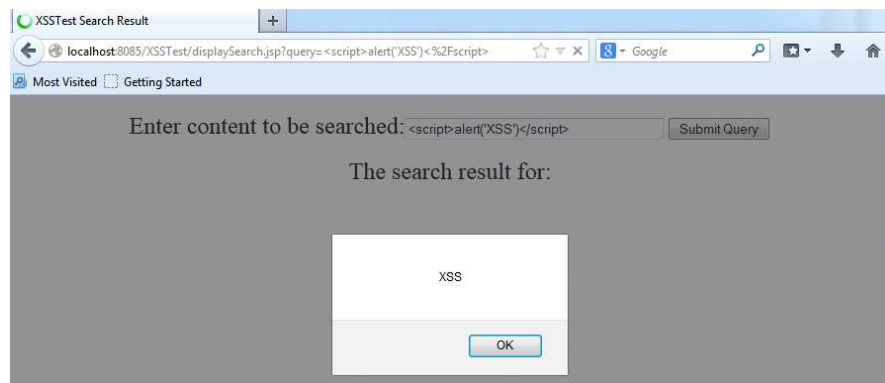 XSSTest Search Result
localhost:8085/XSSTest/displaySearch.jsp?query=<script>alert('XSS')<%2Fscript>
Google
Most Visited Getting Started
Enter content to be searched: <script>alert('XSS')</script> Submit Query
The search result for:
XSS
OK